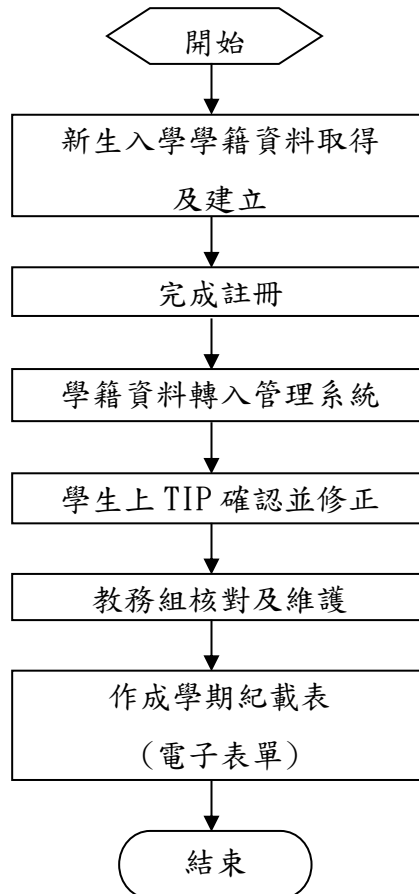 開始
新生入學學籍資料取得
及建立
完成註冊
學籍資料轉入管理系統
學生上 TIP 確認並修正
教務組核對及維護
作成學期紀載表
（電子表單）
結束